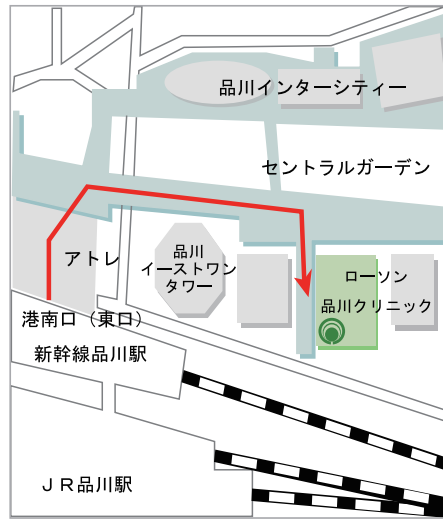 品川インターシティー
セントラルガーデン
アトレ
品川
イーストワン
タワー
ローソン
品川クリニック
港南口（東口）
新幹線品川駅
ＪＲ品川駅